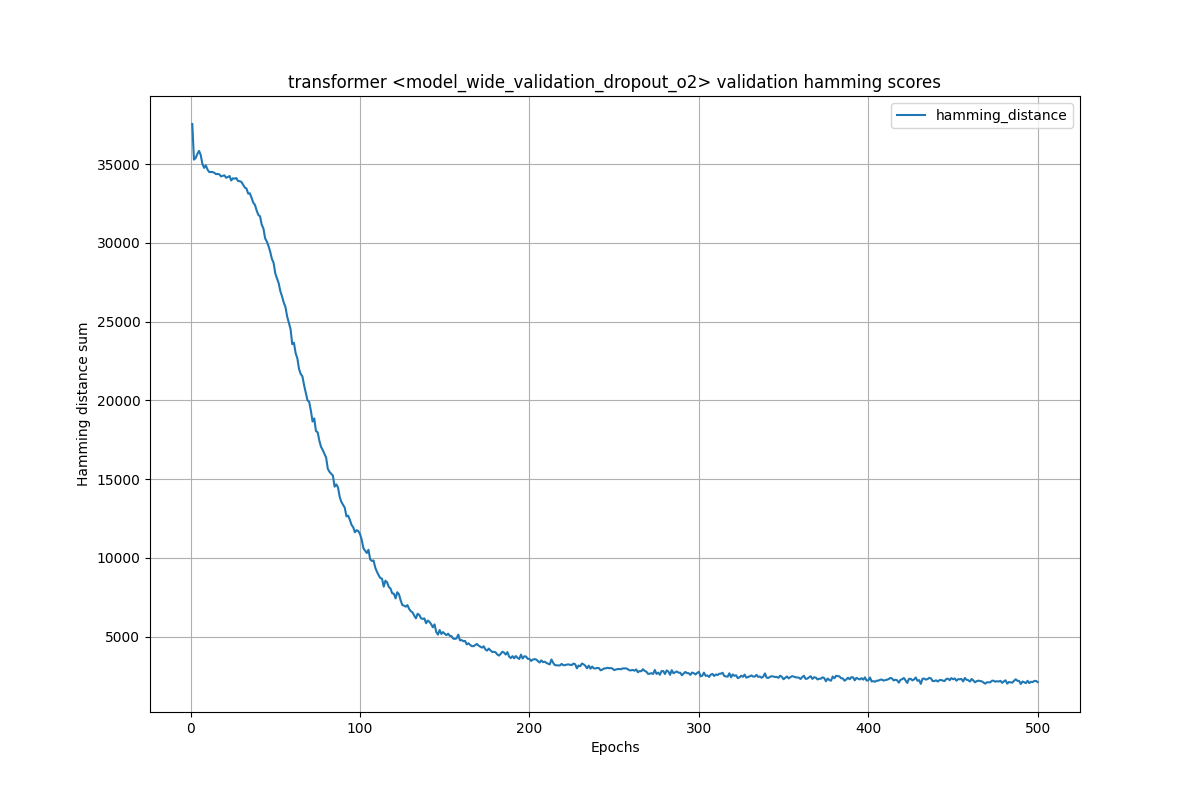 transformer <model_wide_validation_dropout_o2> validation hamming scores
hamming_distance
Hamming distance sum
35000
30000
25000
20000
15000
10000
5000
0 100 200 300 400 500
Epochs